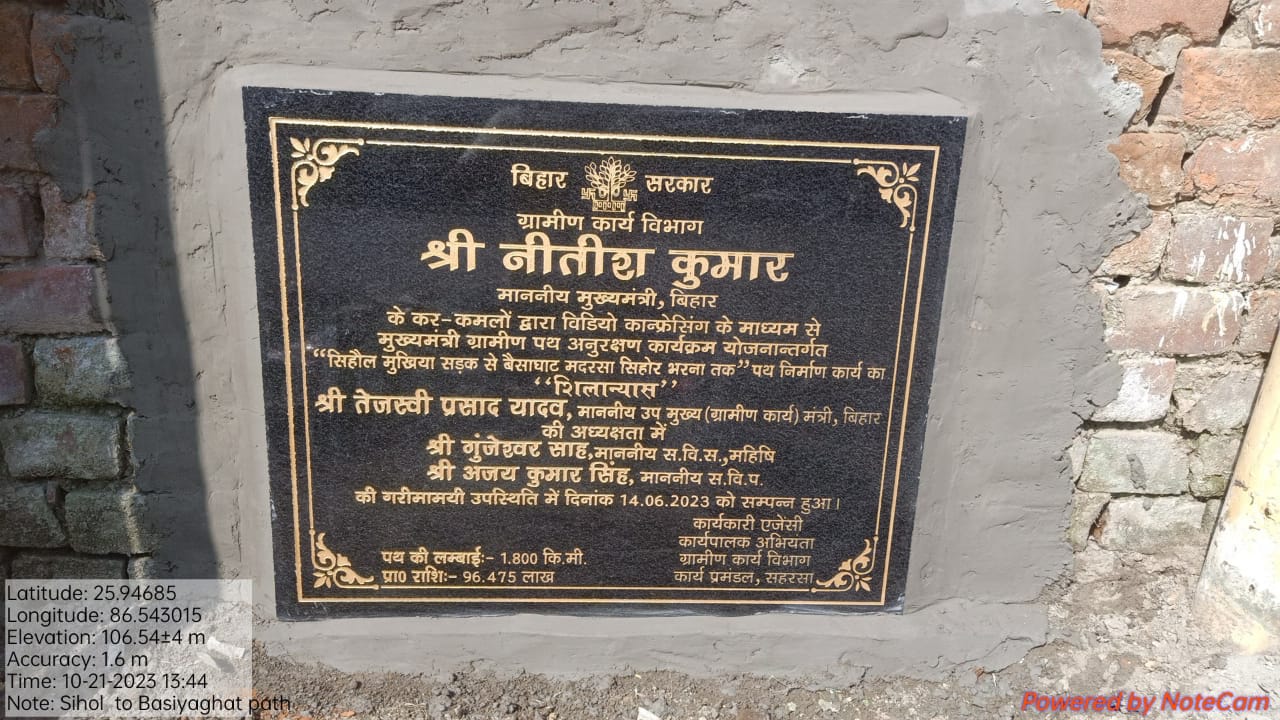 बिहार सरकार
ग्रामीण कार्य विभाग
श्री नीतीश कुमार
माननीय मुख्यमंत्री, बिहार
के कर-कमलों द्वारा विडियो कान्फ्रेसिंग के माध्यम से
मुख्यमंत्री ग्रामीण पथ अनुरक्षण कार्यक्रम योजनान्तर्गत
“सिहौल मुखिया सड़क से बैसाघाट मदरसा सिहोर भरना तक” पथ निर्माण कार्य का
‘‘शिलान्यास’’
श्री तेजस्वी प्रसाद यादव, माननीय उप मुख्य (ग्रामीण कार्य) मंत्री, बिहार
की अध्यक्षता में
श्री गुंजेश्वर साह,माननीय स.वि.स.,महिषि
श्री अजय कुमार सिंह, माननीय स.वि.प.
की गरीमामयी उपस्थिति में दिनांक 14.06.2023 को सम्पन्न हुआ।
कार्यकारी एजेंसी
कार्यपालक अभियता
पथ की लम्बाई:- 1.800 कि.मी. ग्रामीण कार्य विभाग
प्रा0 राशि:- 96.475 लाख कार्य प्रमंडल, सहरसा
Latitude: 25.94685
Longitude: 86.543015
Elevation: 106.54±4 m
Accuracy: 1.6 m
Time: 10-21-2023 13:44
Note: Sihol to Basiyaghat path
Powered by NoteCam